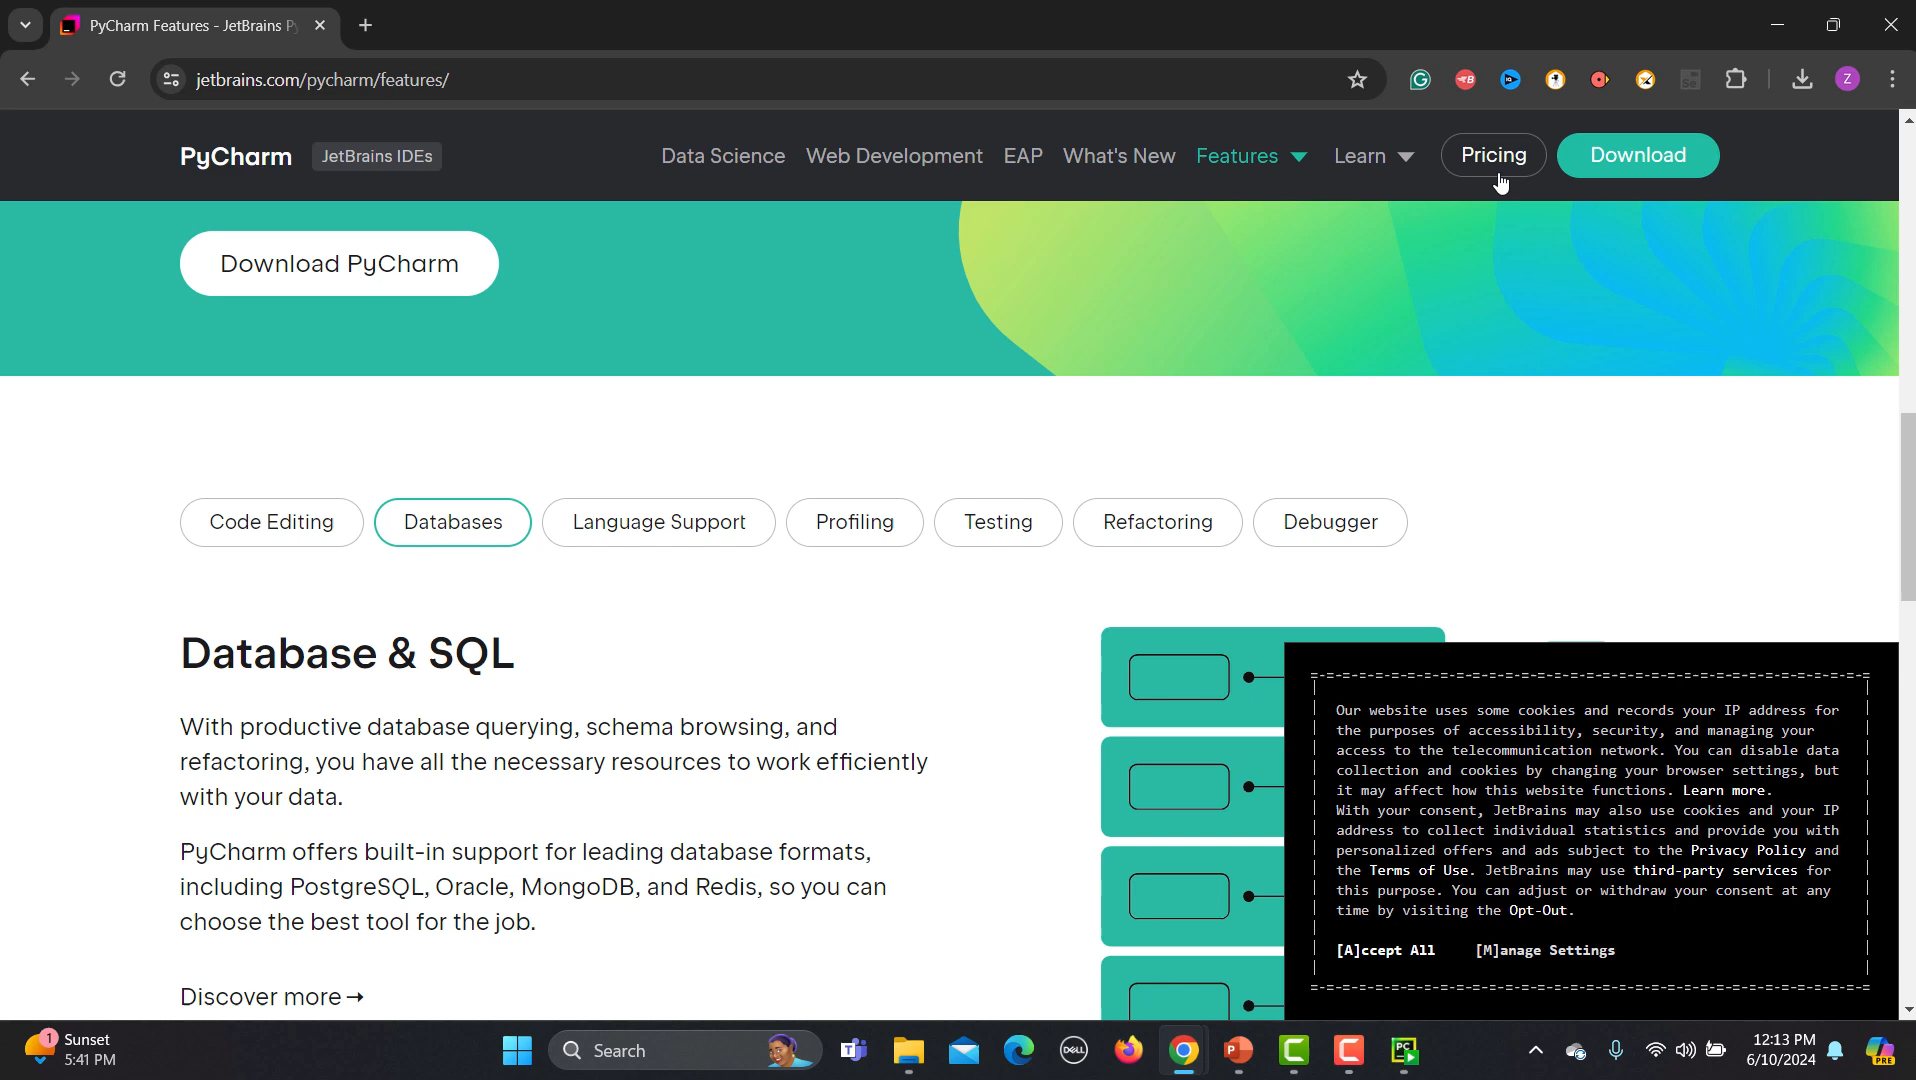 PyCharm Features - JetBrains Py
jetbrains.com/pycharm/features/
Z
PyCharm
JetBrains IDEs
Data Science
Web Development
EAP
What's New
Features
Learn
Pricing
Download
Download PyCharm
Code Editing
Databases
Language Support
Profiling
Testing
Refactoring
Debugger
Database & SQL
With productive database querying, schema browsing, and
refactoring, you have all the necessary resources to work efficiently
with your data.
PyCharm offers built-in support for leading database formats,
including PostgreSQL, Oracle, MongoDB, and Redis, so you can
choose the best tool for the job.
Discover more→
Our website uses some cookies and records your IP address for
the purposes of accessibility, security, and managing your
access to the telecommunication network. You can disable data
collection and cookies by changing your browser settings, but
it may affect how this website functions. Learn more.
With your consent, JetBrains may also use cookies and your IP
address to collect individual statistics and provide you with
personalized offers and ads subject to the Privacy Policy and
the Terms of Use. JetBrains may use third-party services for
this purpose. You can adjust or withdraw your consent at any
time by visiting the Opt-Out.
[A]ccept All
[M]anage Settings
1
Sunset
5:41 PM
Search
DELL
PC
12:13 PM
6/10/2024
PRE